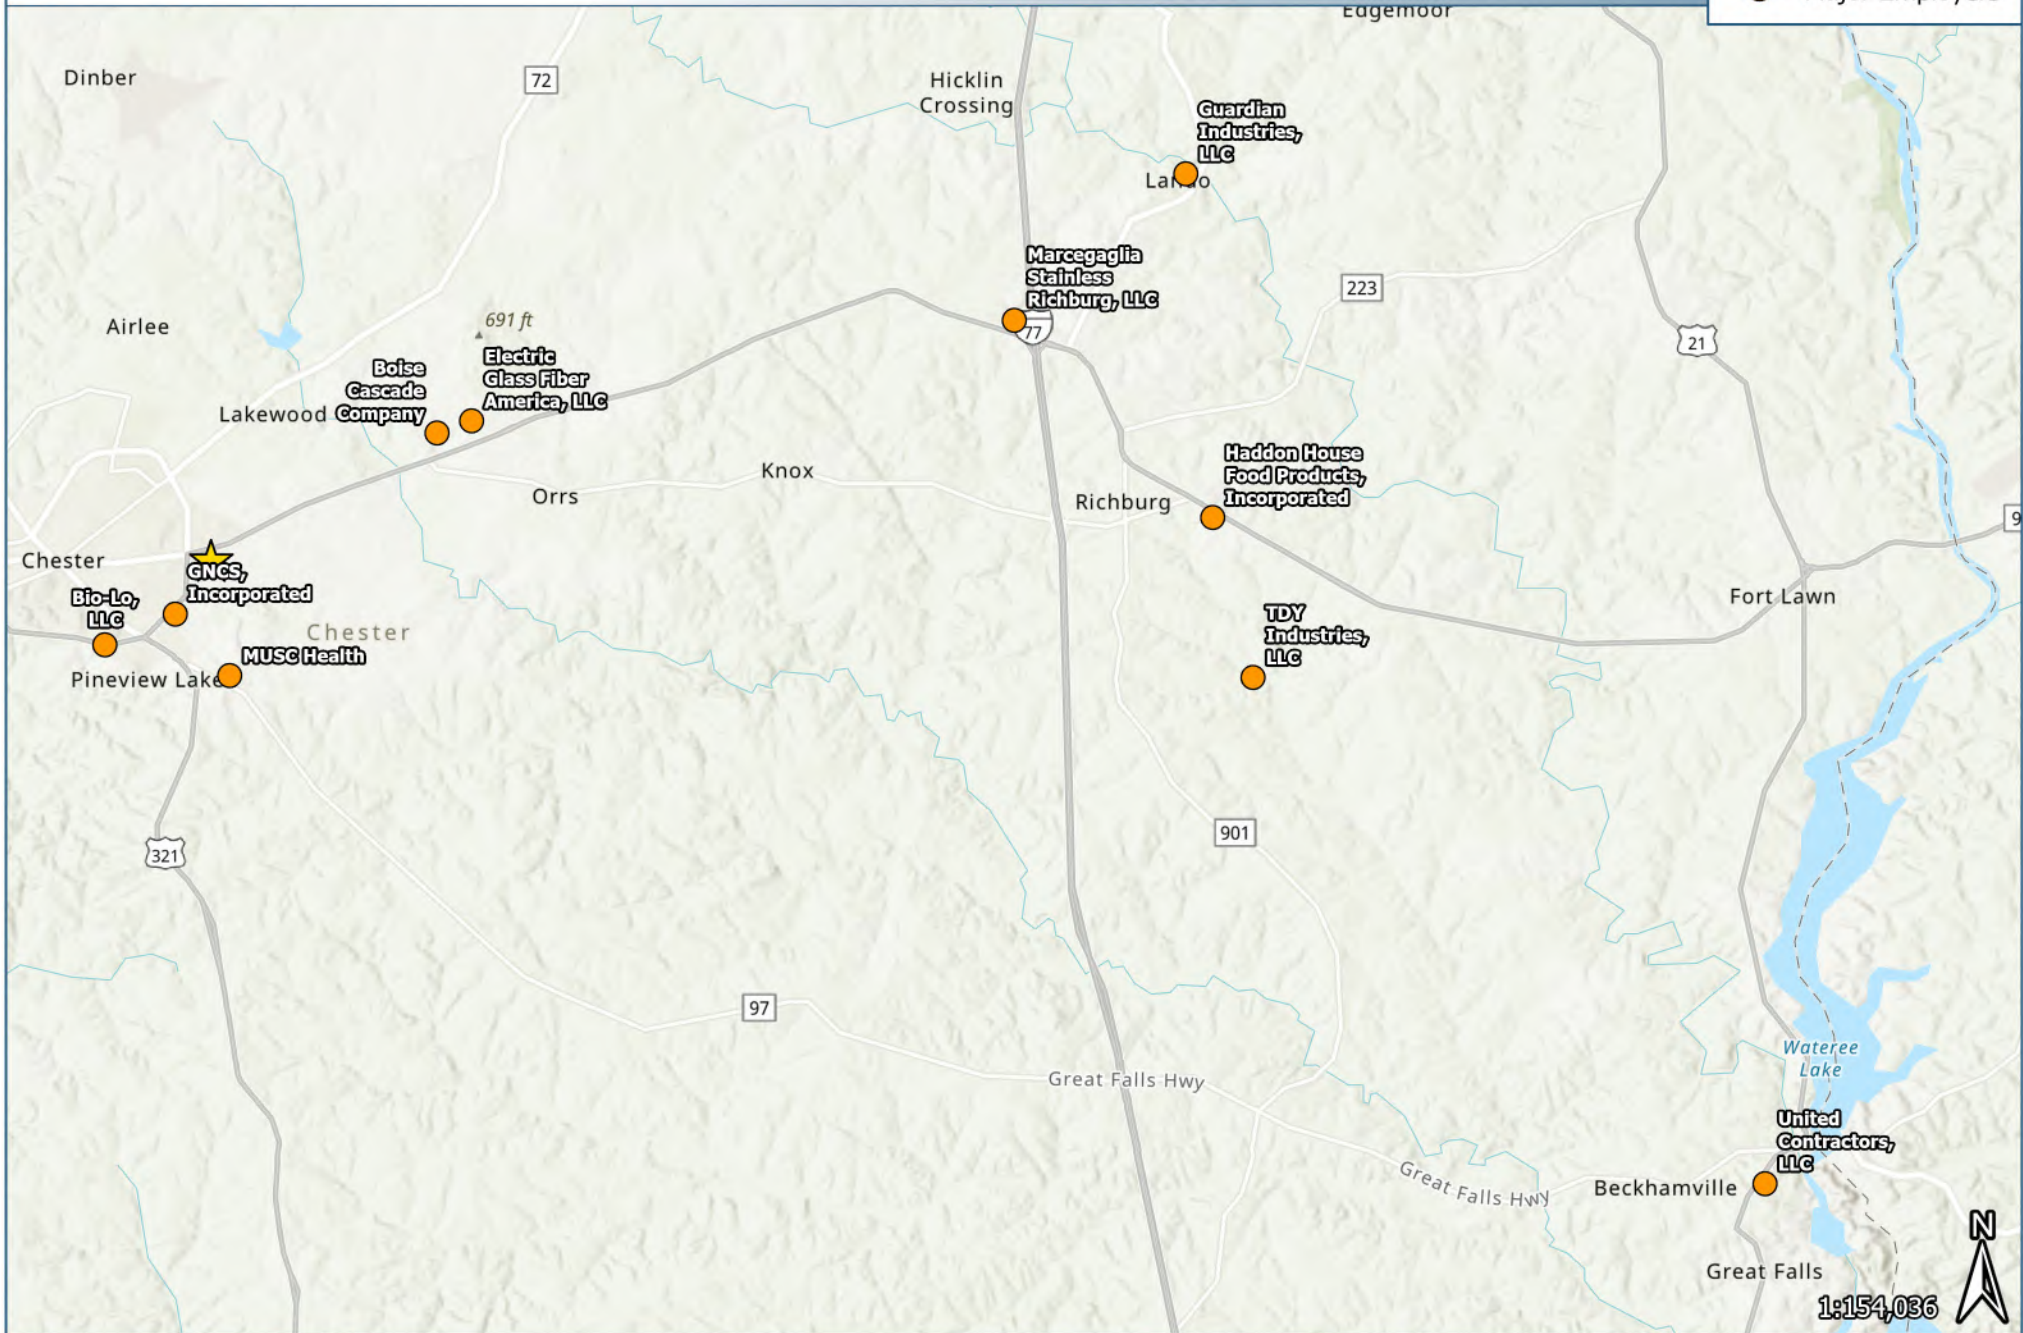 Edgemoor
Dinber
72
Hicklin
Crossing
Guardian
Industries,
LLC
Lando
Marcegaglia
Stainless
Richburg, LLC
77
223
21
Airlee
691 ft
Boise
Cascade
Company
Electric
Glass Fiber
America, LLC
Lakewood
Knox
Orrs
Richburg
Haddon House
Food Products,
Incorporated
9
Chester
GNCS,
Incorporated
Bio-Lo,
LLC
Chester
MUSC Health
Pineview Lake
TDY
Industries,
LLC
Fort Lawn
321
901
97
Great Falls Hwy
Wateree
Lake
United
Contractors,
LLC
Great Falls Hwy
Beckhamville
Great Falls
N
1:154,036